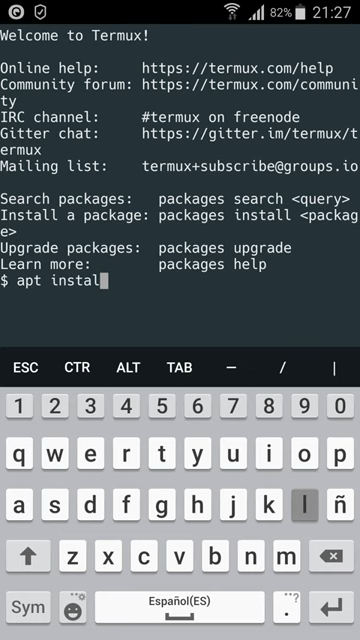 82% 21:27
Welcome to Termux!
Online help: https://termux.com/help
Community forum: https://termux.com/communi
ty
IRC channel: #termux on freenode
Gitter chat: https://gitter.im/termux/t
ermux
Mailing list: termux+subscribe@groups.io
Search packages: packages search <query>
Install a package: packages install <packag
e>
Upgrade packages: packages upgrade
Learn more: packages help
$ apt instal
ESC CTR ALT TAB — / |
1 2 3 4 5 6 7 8 9 0
q w e r t y u i o p
a s d f g h j k l ñ
z x c v b n m
Sym Español(ES) . ?